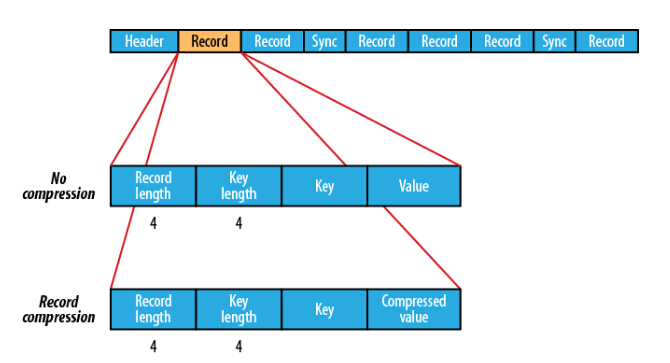 Header Record Record Sync Record Record Record Sync Record
No
compression
Record
length
Key
length
Key
Value
4 4
Record
compression
Record
length
Key
length
Key
Compressed
value
4 4